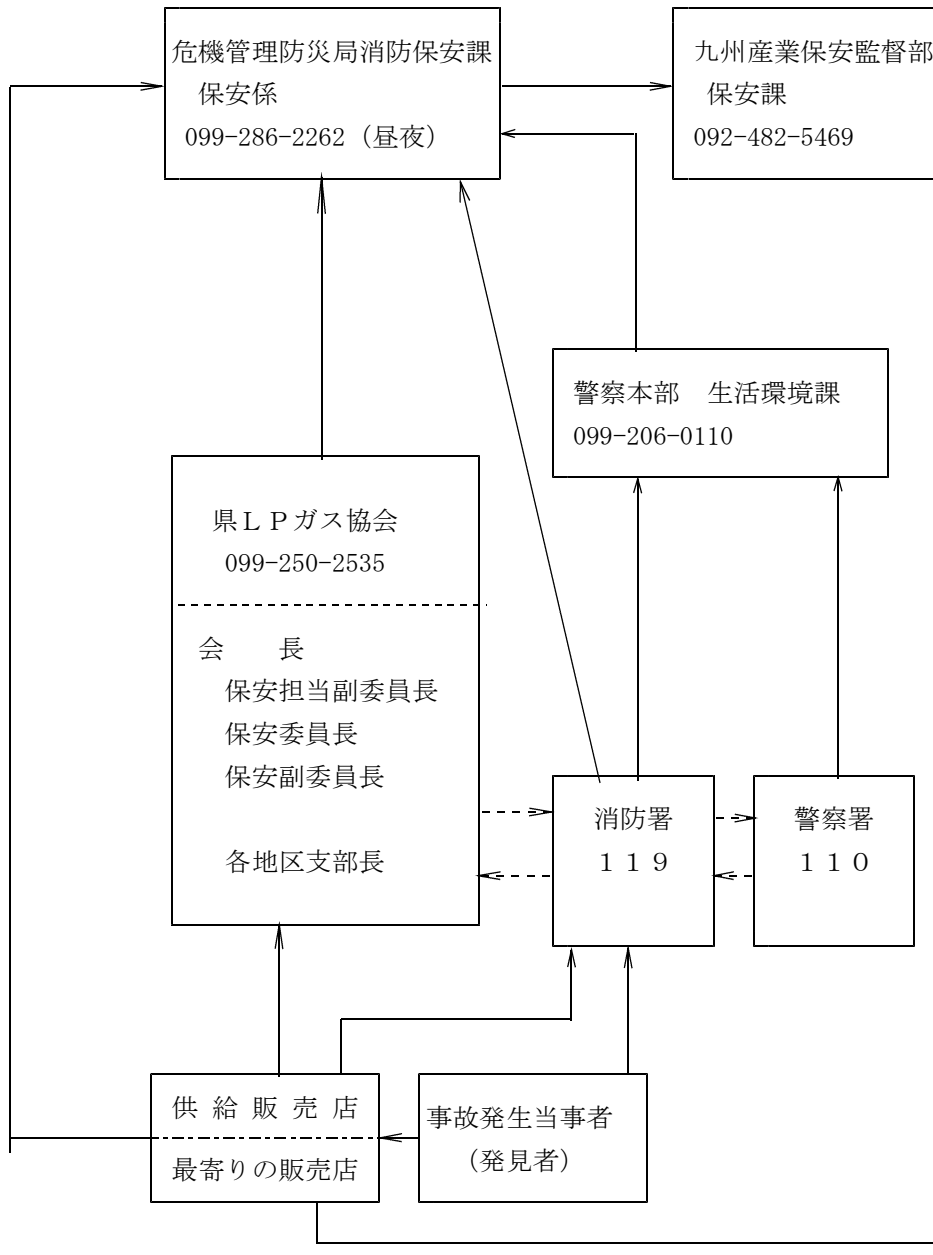 危機管理防災局消防保安課
保安係
099-286-2262（昼夜）
九州産業保安監督部
保安課
092-482-5469
警察本部　生活環境課
099-206-0110
県ＬＰガス協会
099-250-2535
会　　長
保安担当副委員長
保安委員長
保安副委員長
各地区支部長
消防署
１１９
警察署
１１０
供 給 販 売 店
最寄りの販売店
事故発生当事者
（発見者）